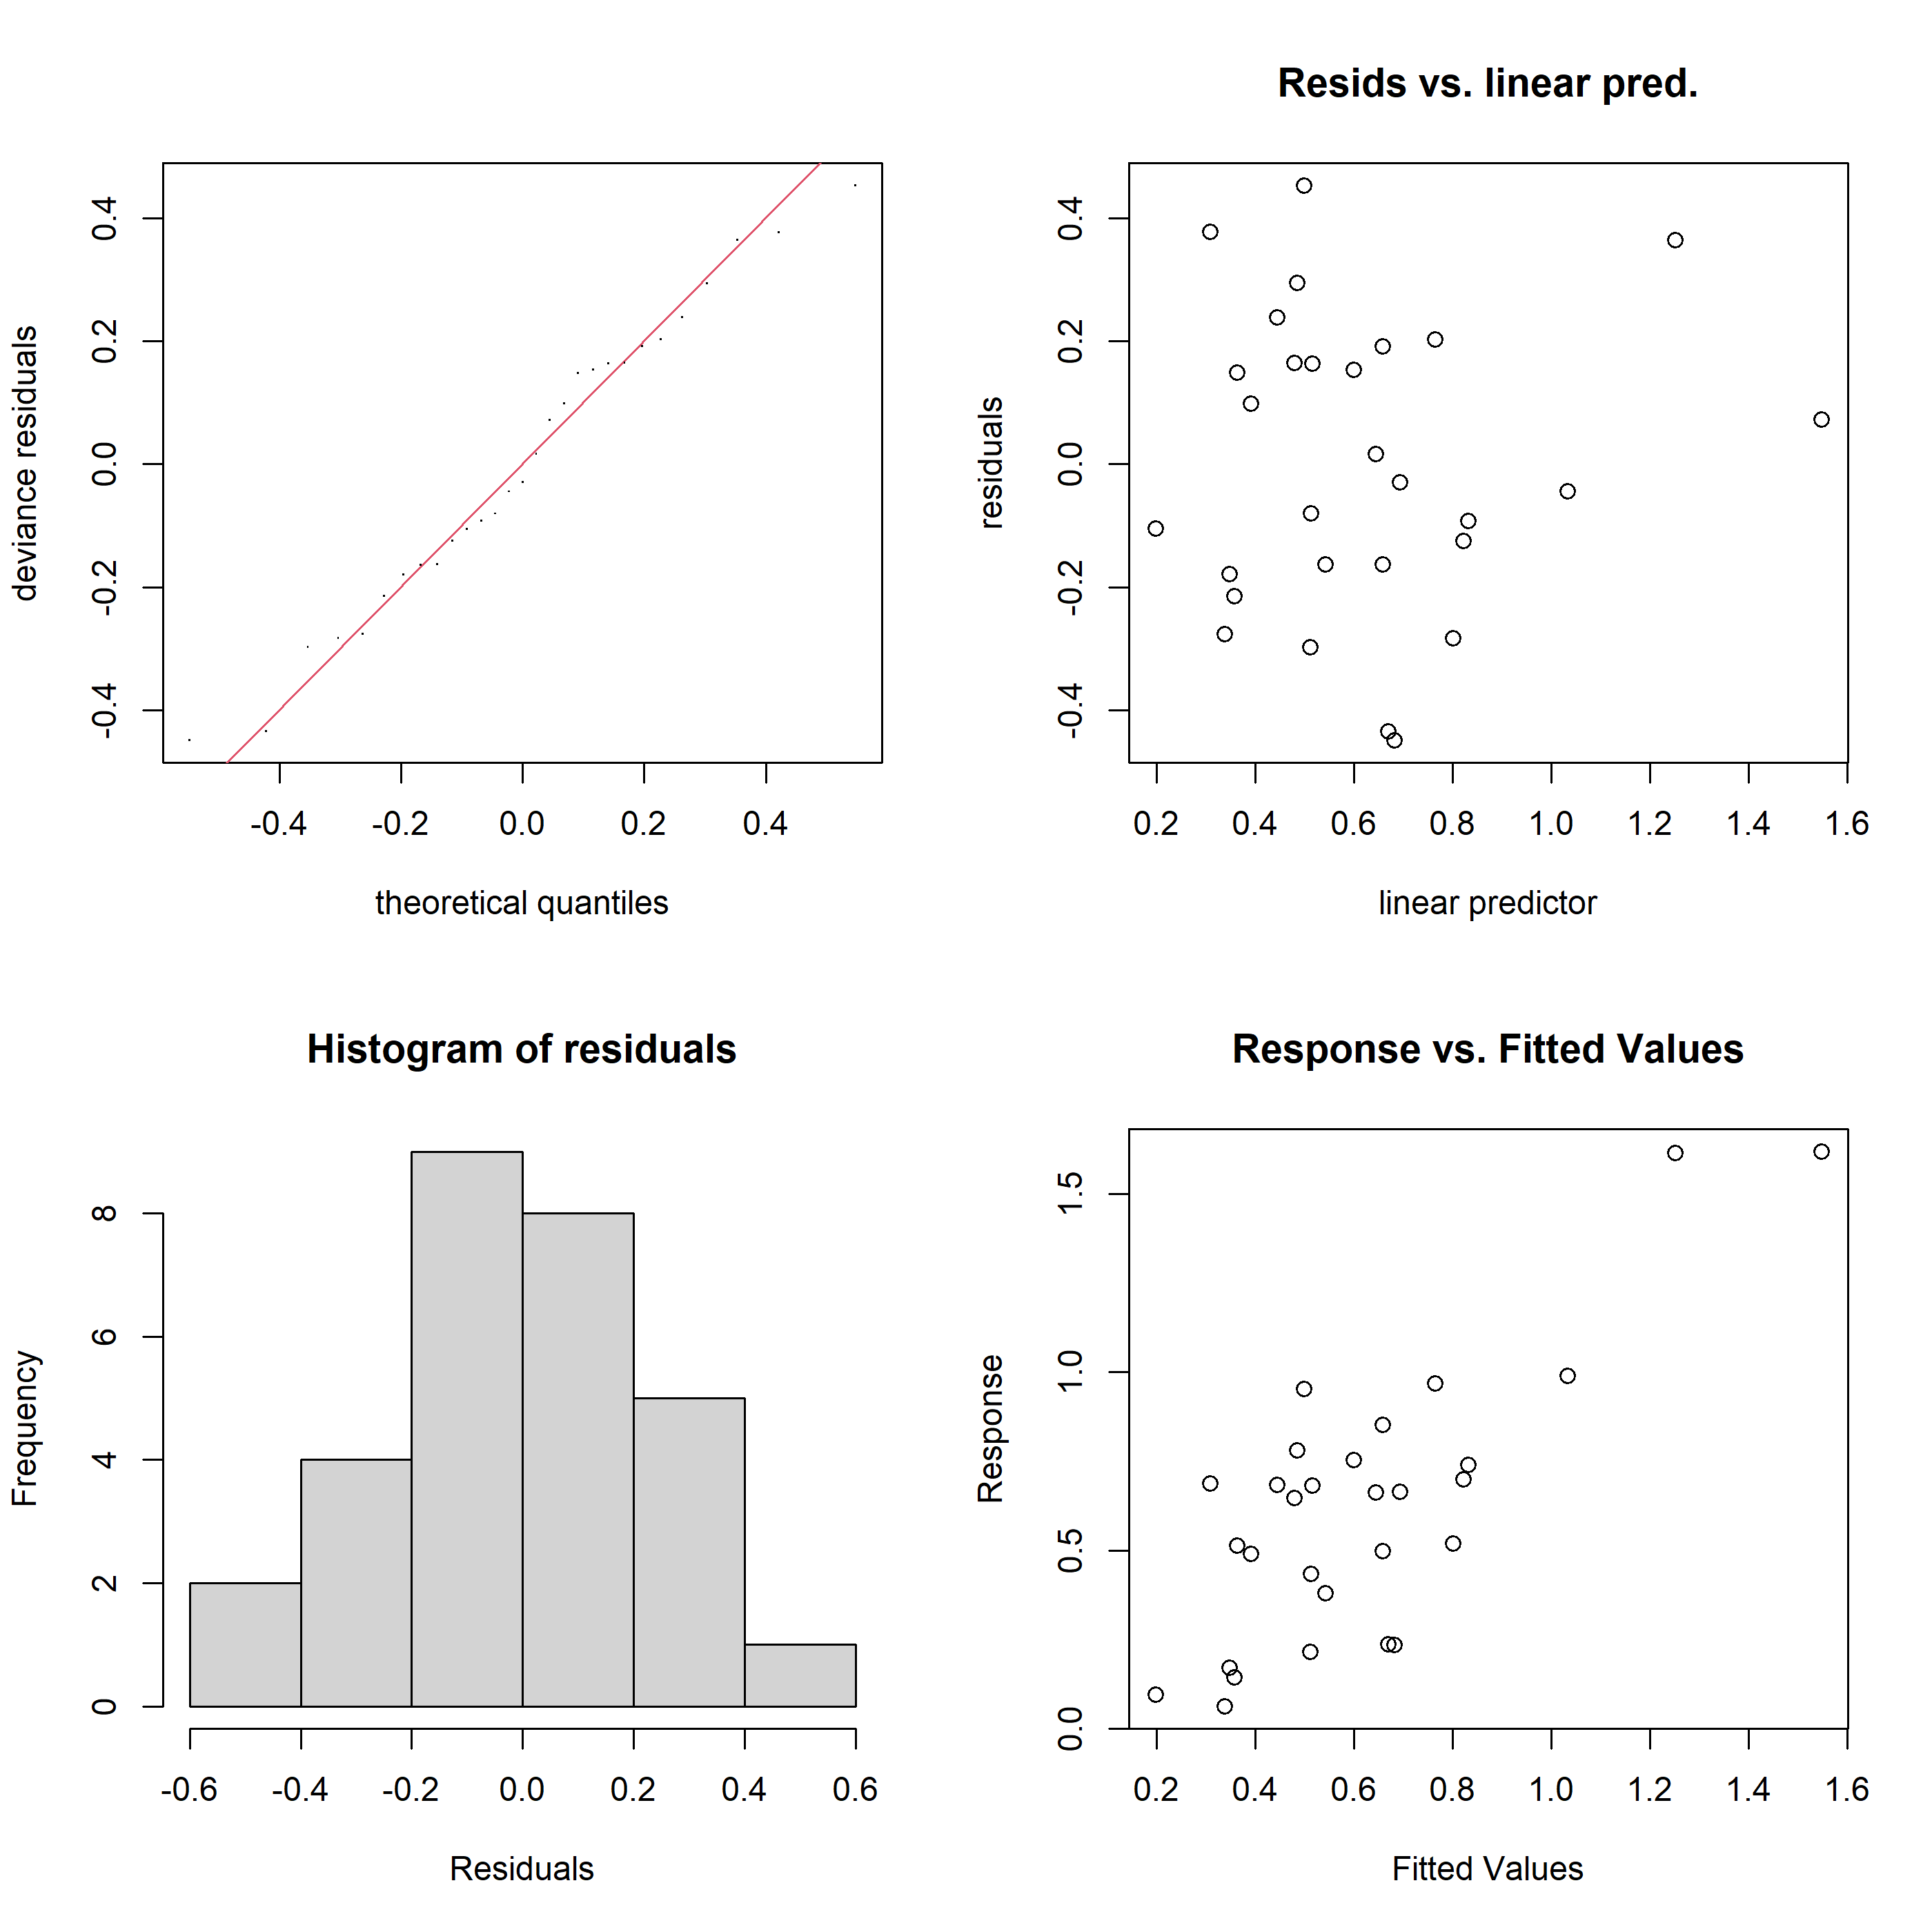 deviance residuals
0.4
0.2
0.0
-0.2
-0.4
-0.4 -0.2 0.0 0.2 0.4
theoretical quantiles
Resids vs. linear pred.
residuals
0.4
0.2
0.0
-0.2
-0.4
0.2 0.4 0.6 0.8 1.0 1.2 1.4 1.6
linear predictor
Histogram of residuals
Frequency
8
6
4
2
0
-0.6 -0.4 -0.2 0.0 0.2 0.4 0.6
Residuals
Response vs. Fitted Values
Response
1.5
1.0
0.5
0.0
0.2 0.4 0.6 0.8 1.0 1.2 1.4 1.6
Fitted Values